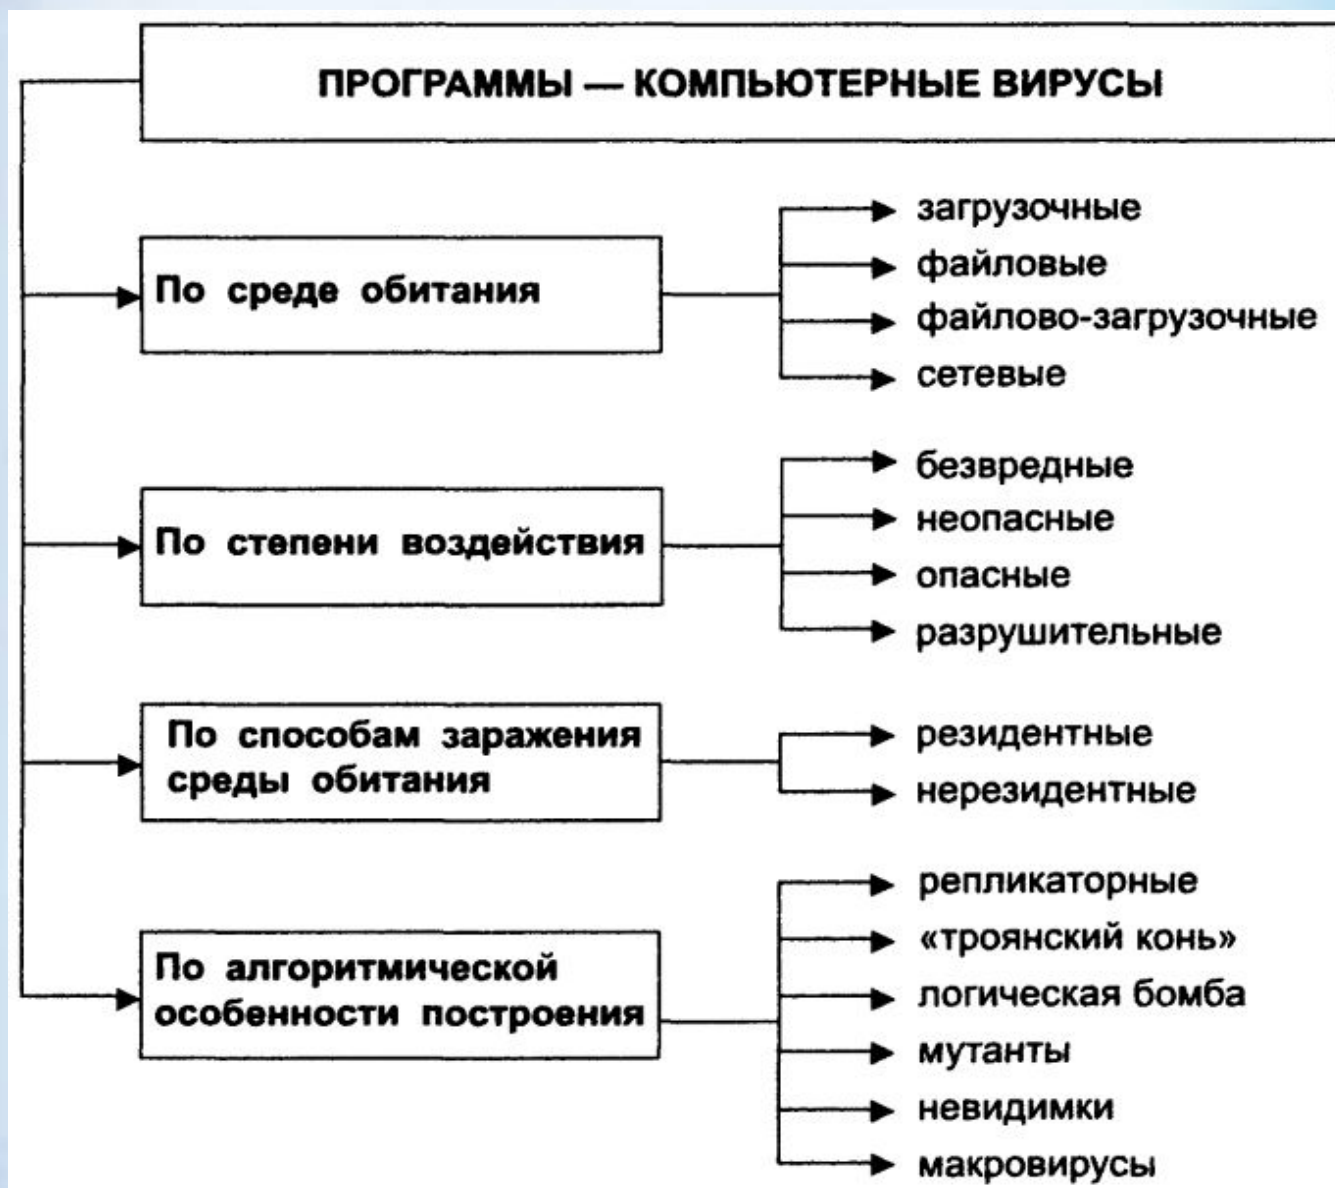 ПРОГРАММЫ — КОМПЬЮТЕРНЫЕ ВИРУСЫ
По среде обитания
загрузочные
файловые
файлово-загрузочные
сетевые
По степени воздействия
безвредные
неопасные
опасные
разрушительные
По способам заражения
среды обитания
резидентные
нерезидентные
По алгоритмической
особенности построения
репликаторные
«троянский конь»
логическая бомба
мутанты
невидимки
макровирусы